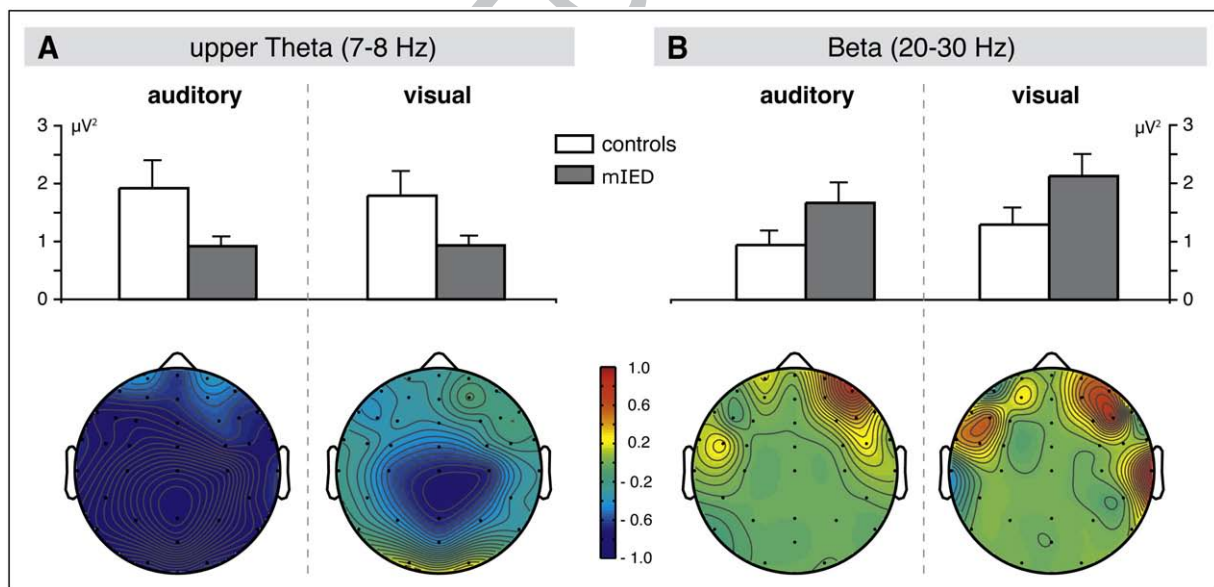 A upper Theta (7-8 Hz)
auditory visual
µV²
3
2
1
0
controls
mIED
B Beta (20-30 Hz)
auditory visual
µV²
3
2
1
0
1.0
0.6
0.2
- 0.2
- 0.6
- 1.0